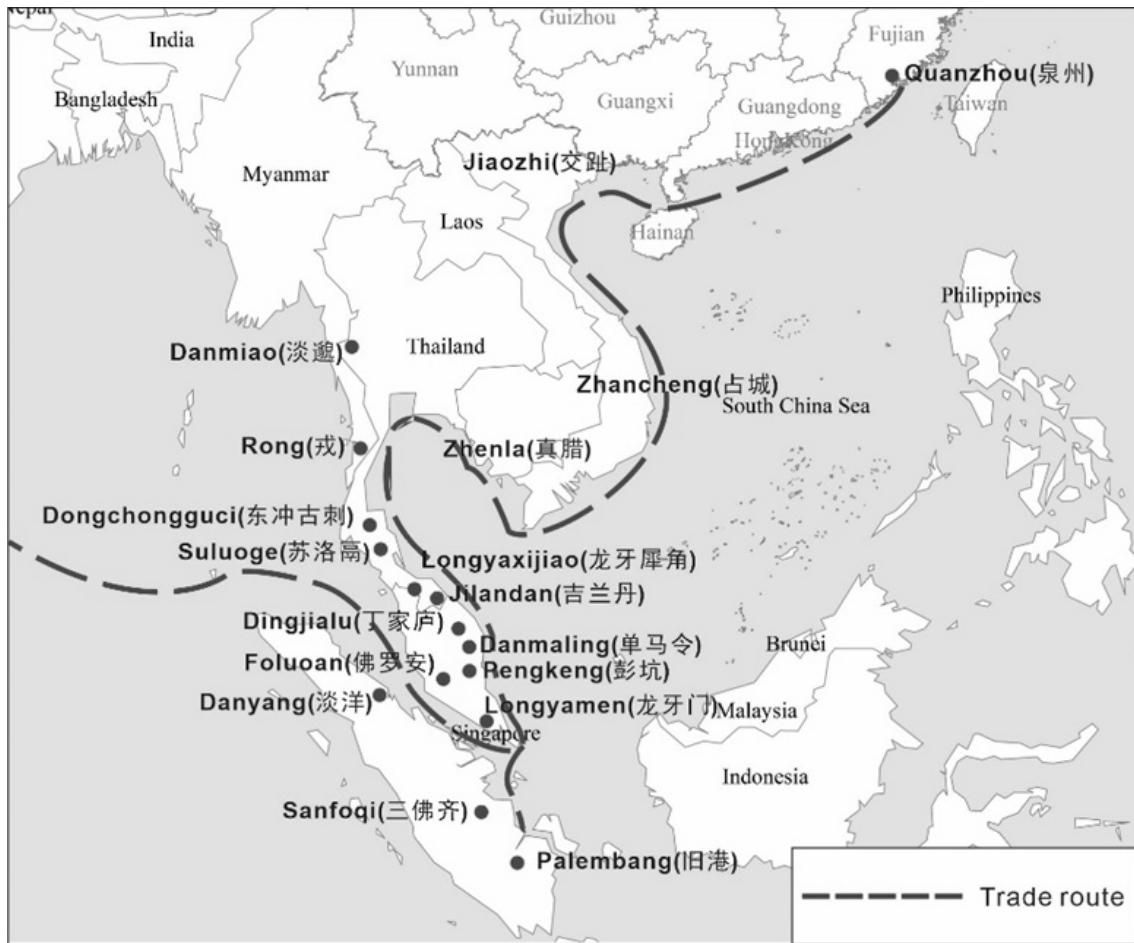 Nepal
India
Guizhou
Fujian
Yunnan
Quanzhou(泉州)
Bangladesh
Guangxi
Guangdong
Taiwan
HongKong
Jiaozhi(交趾)
Myanmar
Laos
Hainan
Philippines
Danmiao(淡邈)
Thailand
Zhancheng(占城)
South China Sea
Rong(戎)
Zhenla(真腊)
Dongchongguci(东冲古刺)
Suluoge(苏洛鬲)
Longyaxijiao(龙牙犀角)
Jilandan(吉兰丹)
Dingjialu(丁家庐)
Danmaling(单马令)
Brunei
Foluoan(佛罗安)
Pengkeng(彭坑)
Danyang(淡洋)
Longyamen(龙牙门)
Malaysia
Singapore
Indonesia
Sanfoqi(三佛齐)
Palembang(旧港)
Trade route